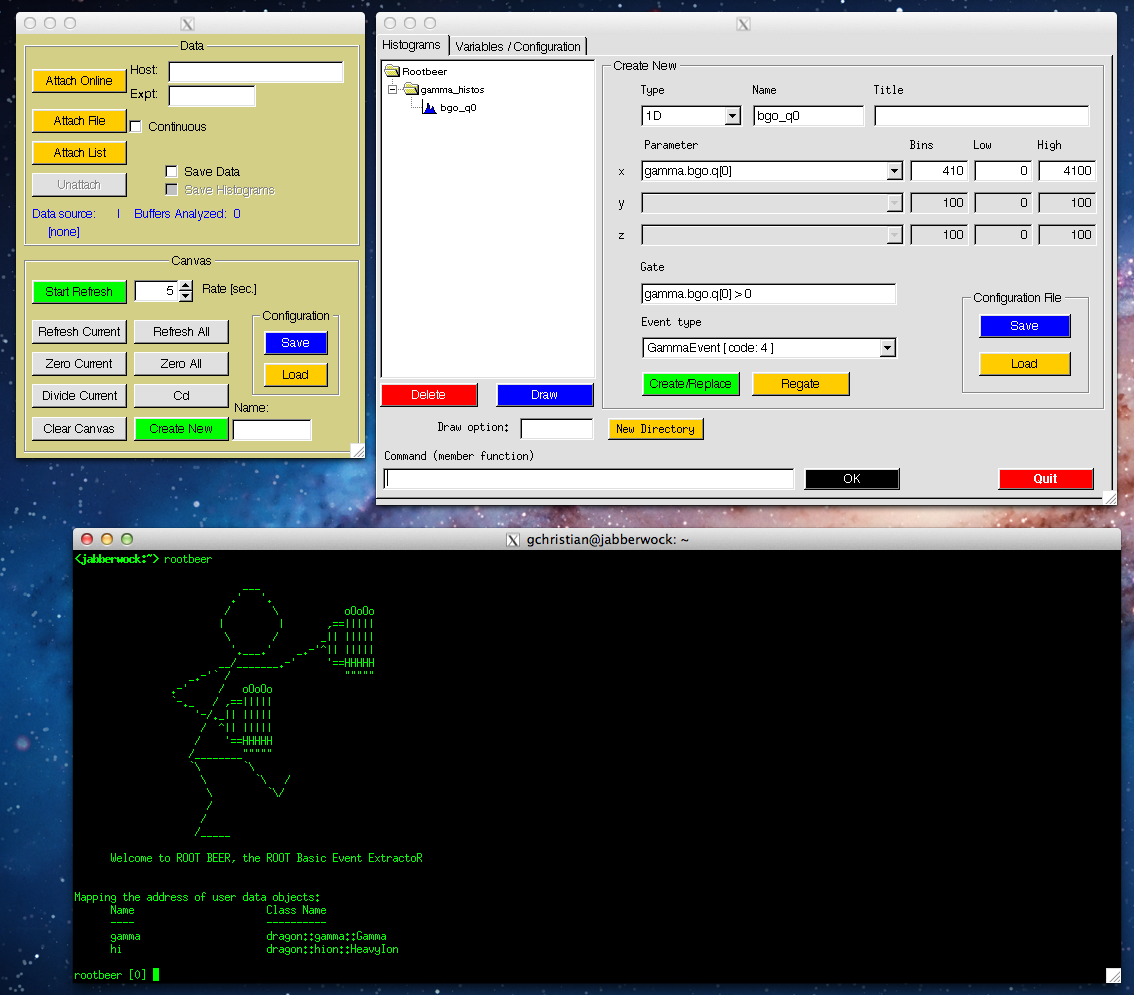 Data
Attach Online
Host:
Expt:
Attach File
Continuous
Attach List
Save Data
Unattach
Save Histograms
Data source: | Buffers Analyzed: 0
[none]
Canvas
Start Refresh
5
Rate [sec.]
Refresh Current
Refresh All
Zero Current
Zero All
Divide Current
Cd
Clear Canvas
Create New
Configuration
Save
Load
Name:
X
Histograms
Variables / Configuration
Rootbeer
gamma_histos
bgo_q0
Delete
Draw
Draw option:
New Directory
Command (member function)
OK
Quit
Create New
Type
Name
Title
1D
bgo_q0
Parameter
Bins
Low
High
x
gamma.bgo.q[0]
410
0
4100
y
100
0
100
z
100
0
100
Gate
gamma.bgo.q[0] > 0
Event type
GammaEvent [ code: 4 ]
Create/Replace
Regate
Configuration File
Save
Load
X
X gchristian@jabberwock: ~
<jabberwock:~> rootbeer
oOoOo
oOoOo
Welcome to ROOT BEER, the ROOT Basic Event ExtractoR
Mapping the address of user data objects:
Name Class Name
---- ----------
gamma dragon::gamma::Gamma
hi dragon::hion::HeavyIon
rootbeer [0]